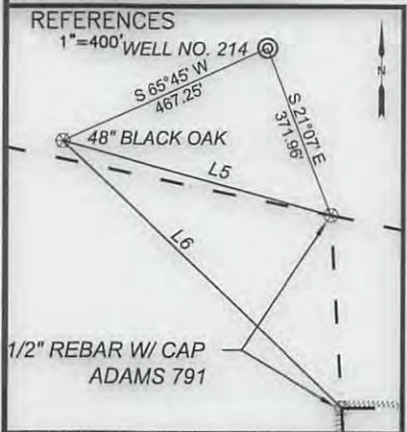 REFERENCES
1"=400'
WELL NO. 214
N
S 65°45' W
467.25'
S 21°07' E
371.96'
48" BLACK OAK
L5
L6
1/2" REBAR W/ CAP
ADAMS 791